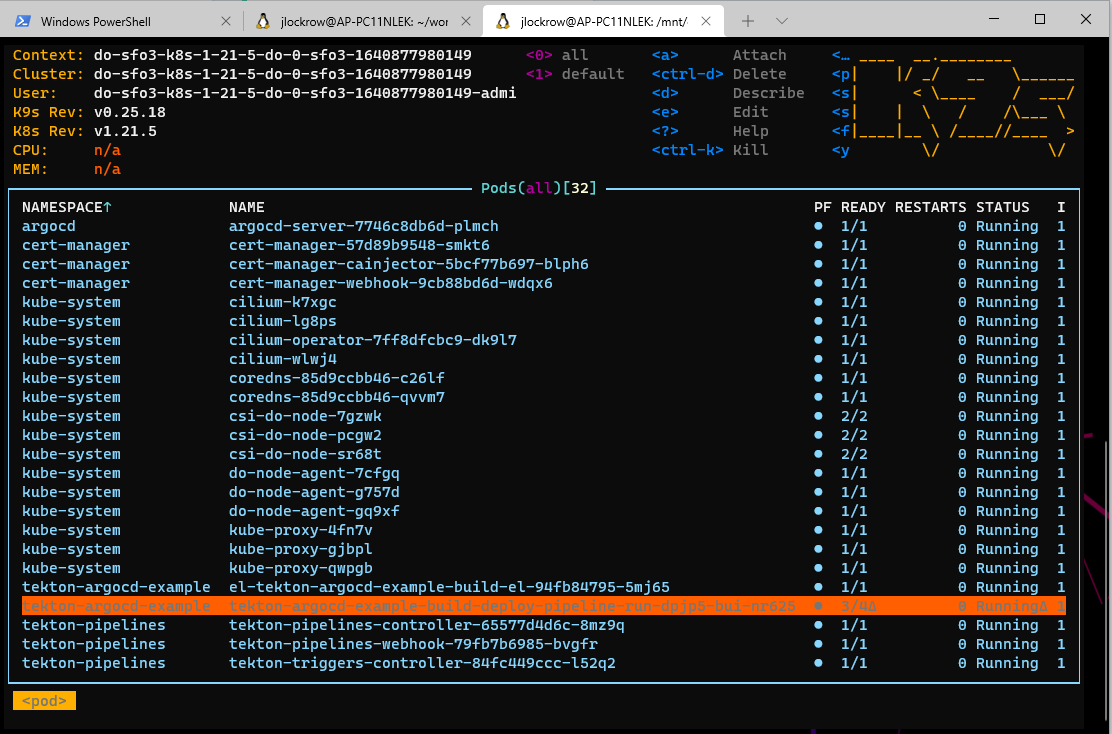 Windows PowerShell
jlockrow@AP-PC11NLEK: ~/wor
jlockrow@AP-PC11NLEK: /mnt/
Context: do-sfo3-k8s-1-21-5-do-0-sfo3-1640877980149 <0> all <a> Attach <…
Cluster: do-sfo3-k8s-1-21-5-do-0-sfo3-1640877980149 <1> default <ctrl-d> Delete <p
User: do-sfo3-k8s-1-21-5-do-0-sfo3-1640877980149-admi <d> Describe <s
K9s Rev: v0.25.18 <e> Edit <s
K8s Rev: v1.21.5 <?> Help <f
CPU: n/a <ctrl-k> Kill <y
MEM: n/a
K9s
Pods(all)[32]
NAMESPACE↑ NAME PF READY RESTARTS STATUS I
argocd argocd-server-7746c8db6d-plmch ● 1/1 0 Running 1
cert-manager cert-manager-57d89b9548-smkt6 ● 1/1 0 Running 1
cert-manager cert-manager-cainjector-5bcf77b697-blph6 ● 1/1 0 Running 1
cert-manager cert-manager-webhook-9cb88bd6d-wdqx6 ● 1/1 0 Running 1
kube-system cilium-k7xgc ● 1/1 0 Running 1
kube-system cilium-lg8ps ● 1/1 0 Running 1
kube-system cilium-operator-7ff8dfcbc9-dk9l7 ● 1/1 0 Running 1
kube-system cilium-wlwj4 ● 1/1 0 Running 1
kube-system coredns-85d9ccbb46-c26lf ● 1/1 0 Running 1
kube-system coredns-85d9ccbb46-qvvm7 ● 1/1 0 Running 1
kube-system csi-do-node-7gzwk ● 2/2 0 Running 1
kube-system csi-do-node-pcgw2 ● 2/2 0 Running 1
kube-system csi-do-node-sr68t ● 2/2 0 Running 1
kube-system do-node-agent-7cfgq ● 1/1 0 Running 1
kube-system do-node-agent-g757d ● 1/1 0 Running 1
kube-system do-node-agent-gq9xf ● 1/1 0 Running 1
kube-system kube-proxy-4fn7v ● 1/1 0 Running 1
kube-system kube-proxy-gjbpl ● 1/1 0 Running 1
kube-system kube-proxy-qwpgb ● 1/1 0 Running 1
tekton-argocd-example el-tekton-argocd-example-build-el-94fb84795-5mj65 ● 1/1 0 Running 1
tekton-argocd-example tekton-argocd-example-build-deploy-pipeline-run-dpjp5-bui-nr625 ● 3/4Δ 0 RunningΔ 1
tekton-pipelines tekton-pipelines-controller-65577d4d6c-8mz9q ● 1/1 0 Running 1
tekton-pipelines tekton-pipelines-webhook-79fb7b6985-bvgfr ● 1/1 0 Running 1
tekton-pipelines tekton-triggers-controller-84fc449ccc-l52q2 ● 1/1 0 Running 1
<pod>